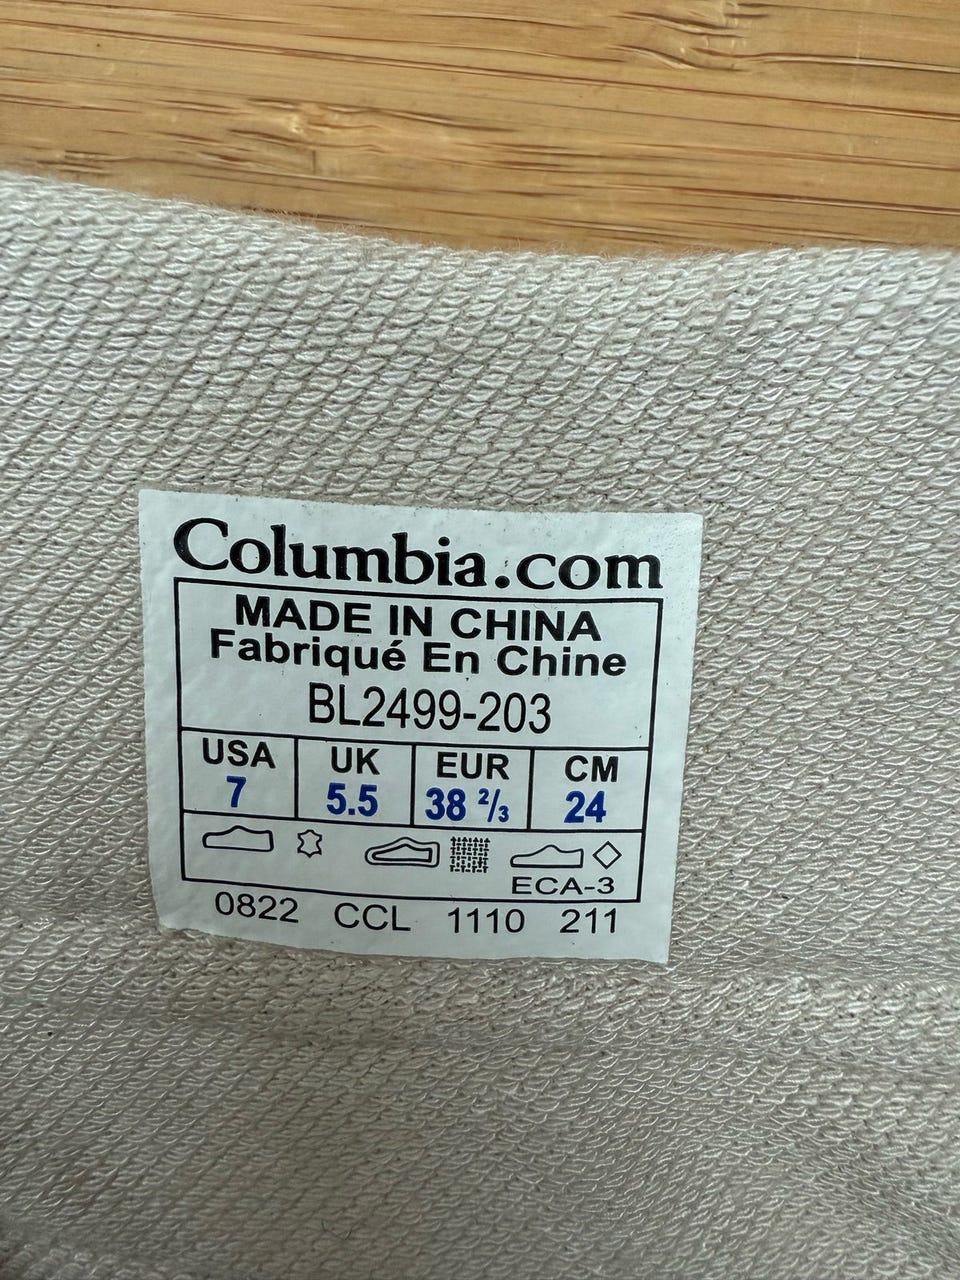 Columbia.com
MADE IN CHINA
Fabriqué En Chine
BL2499-203
USA UK EUR CM
7 5.5 38 ²/₃ 24
ECA-3
0822 CCL 1110 211